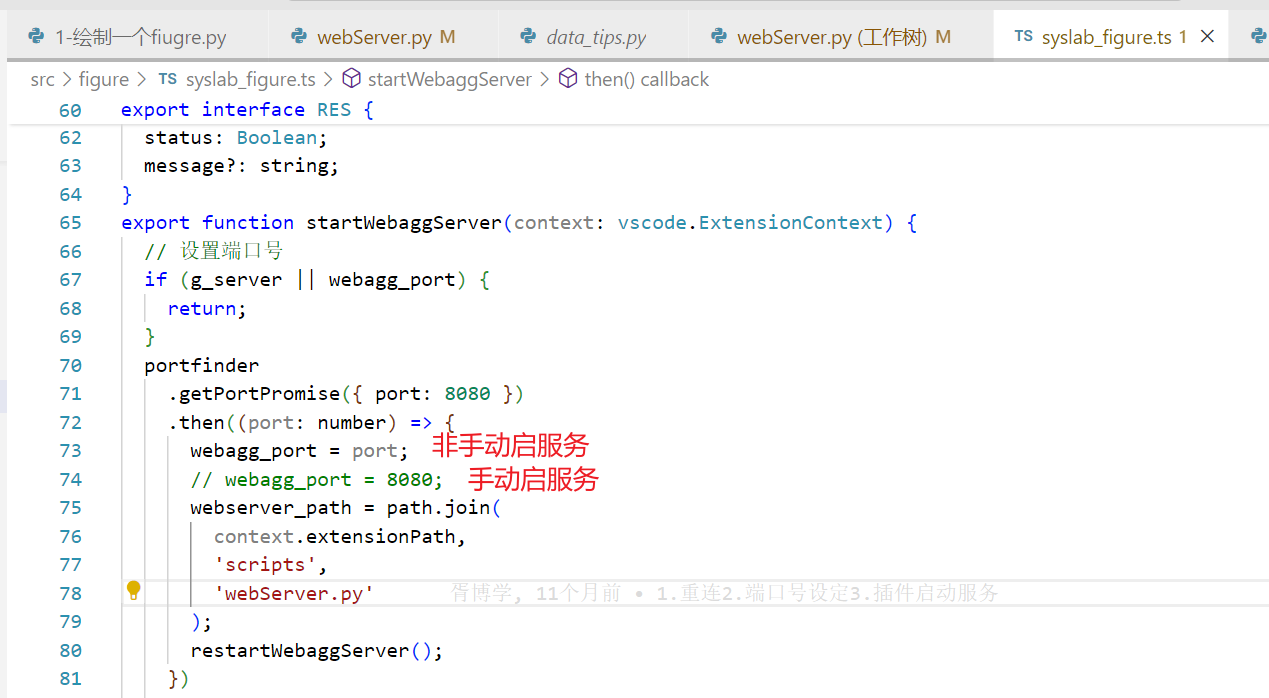 1-绘制一个fiugre.py webServer.py M data_tips.py webServer.py (工作树) M TS syslab_figure.ts 1
src > figure > TS syslab_figure.ts > startWebaggServer > then() callback
60 export interface RES {
62 status: Boolean;
63 message?: string;
64 }
65 export function startWebaggServer(context: vscode.ExtensionContext) {
66 // 设置端口号
67 if (g_server || webagg_port) {
68 return;
69 }
70 portfinder
71 .getPortPromise({ port: 8080 })
72 .then((port: number) => {
73 webagg_port = port; 非手动启服务
74 // webagg_port = 8080; 手动启服务
75 webserver_path = path.join(
76 context.extensionPath,
77 'scripts',
78 'webServer.py' 胥博学, 11个月前 • 1.重连2.端口号设定3.插件启动服务
79 );
80 restartWebaggServer();
81 })